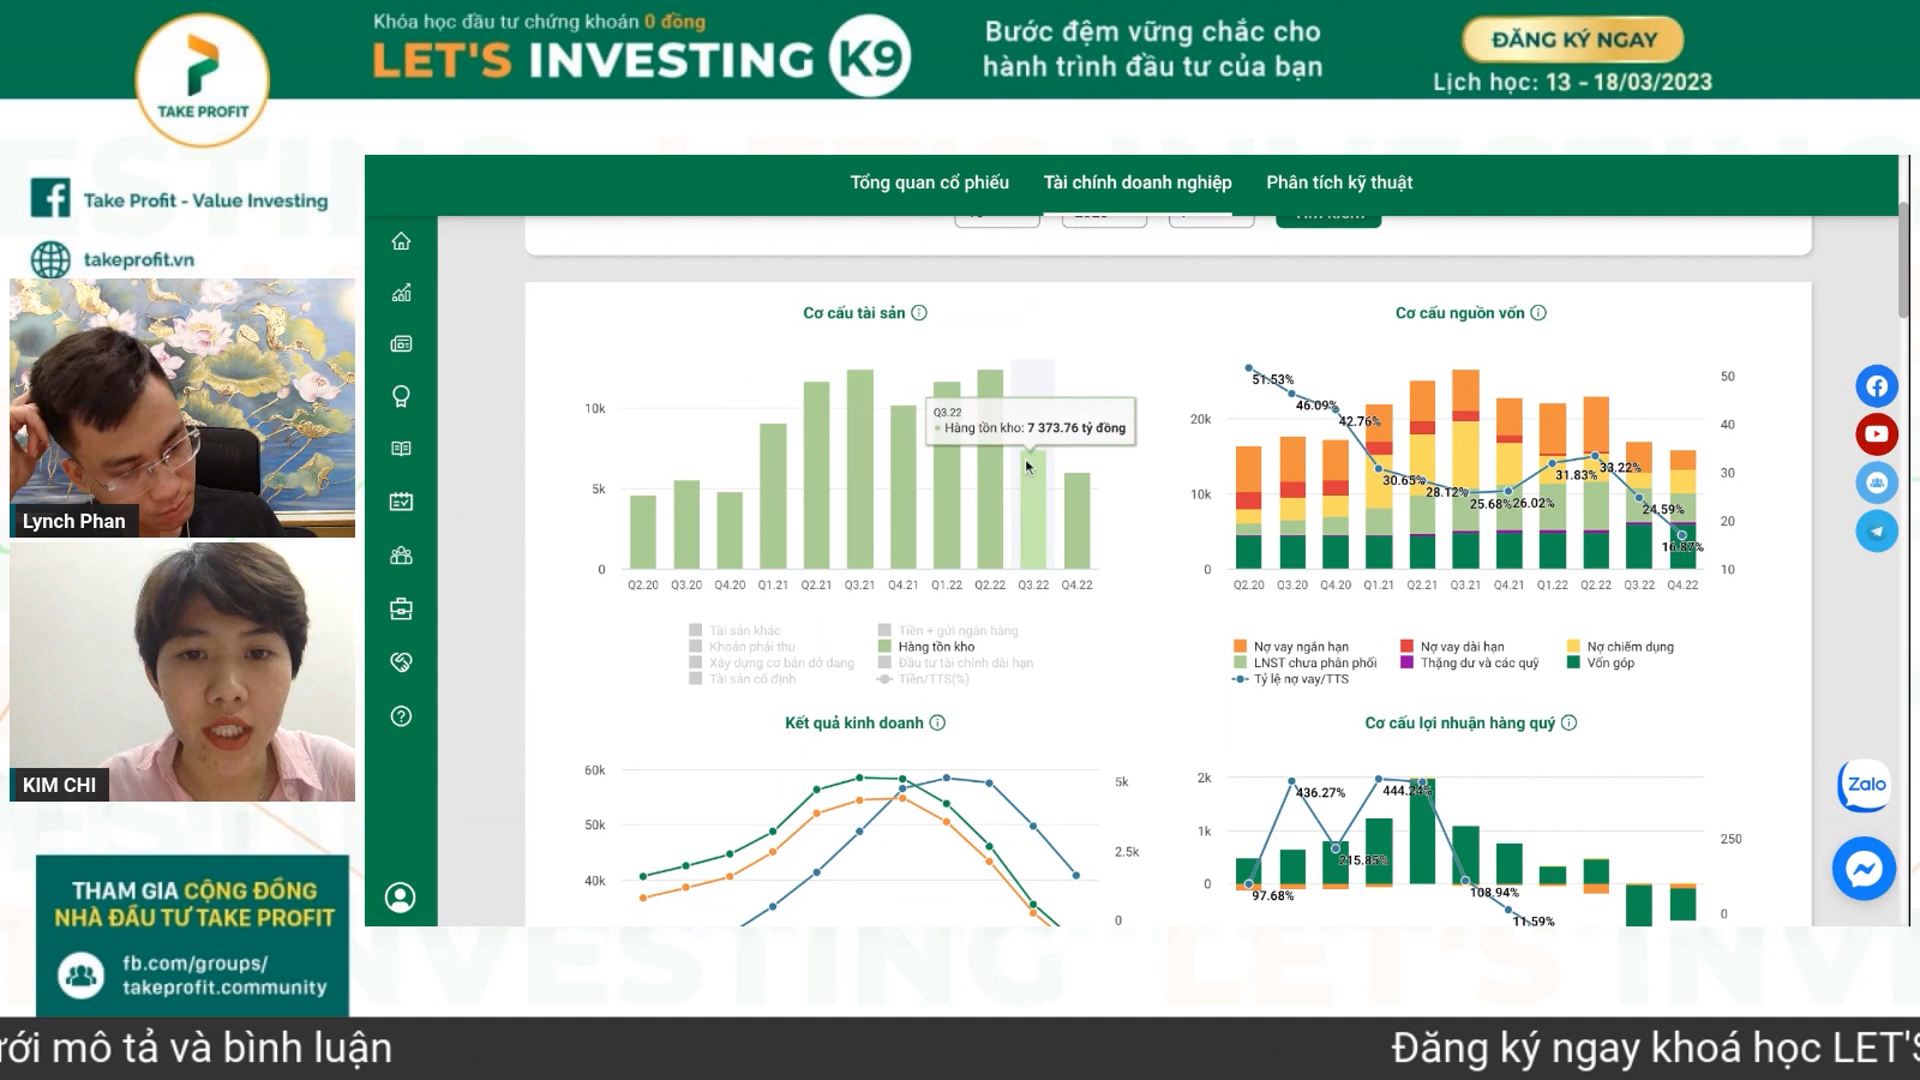 TAKE PROFIT
Khóa học đầu tư chứng khoán 0 đồng
LET'S INVESTING K9
Bước đệm vững chắc cho
hành trình đầu tư của bạn
ĐĂNG KÝ NGAY
Lịch học: 13 - 18/03/2023
Take Profit - Value Investing
takeprofit.vn
Lynch Phan
KIM CHI
THAM GIA CỘNG ĐỒNG
NHÀ ĐẦU TƯ TAKE PROFIT
fb.com/groups/
takeprofit.community
Tổng quan cổ phiếu
Tài chính doanh nghiệp
Phân tích kỹ thuật
Cơ cấu tài sản
10k
5k
0
Q3.22
Hàng tồn kho: 7 373.76 tỷ đồng
Q2.20 Q3.20 Q4.20 Q1.21 Q2.21 Q3.21 Q4.21 Q1.22 Q2.22 Q3.22 Q4.22
Tài sản khác
Tiền + gửi ngân hàng
Khoản phải thu
Hàng tồn kho
Xây dựng cơ bản dở dang
Đầu tư tài chính dài hạn
Tài sản cố định
Tiền/TTS(%)
Cơ cấu nguồn vốn
20k
10k
0
50
40
30
20
10
51.53%
46.09%
42.76%
30.65%
28.12%
25.68%
26.02%
31.83%
33.22%
24.59%
16.87%
Q2.20 Q3.20 Q4.20 Q1.21 Q2.21 Q3.21 Q4.21 Q1.22 Q2.22 Q3.22 Q4.22
Nợ vay ngắn hạn
Nợ vay dài hạn
Nợ chiếm dụng
LNST chưa phân phối
Thặng dư và các quỹ
Vốn góp
Tỷ lệ nợ vay/TTS
Kết quả kinh doanh
60k
50k
40k
5k
2.5k
0
Cơ cấu lợi nhuận hàng quý
2k
1k
0
250
0
97.68%
436.27%
215.85%
444.24%
108.94%
11.59%
Zalo
ưới mô tả và bình luận
Đăng ký ngay khoá học LET'S